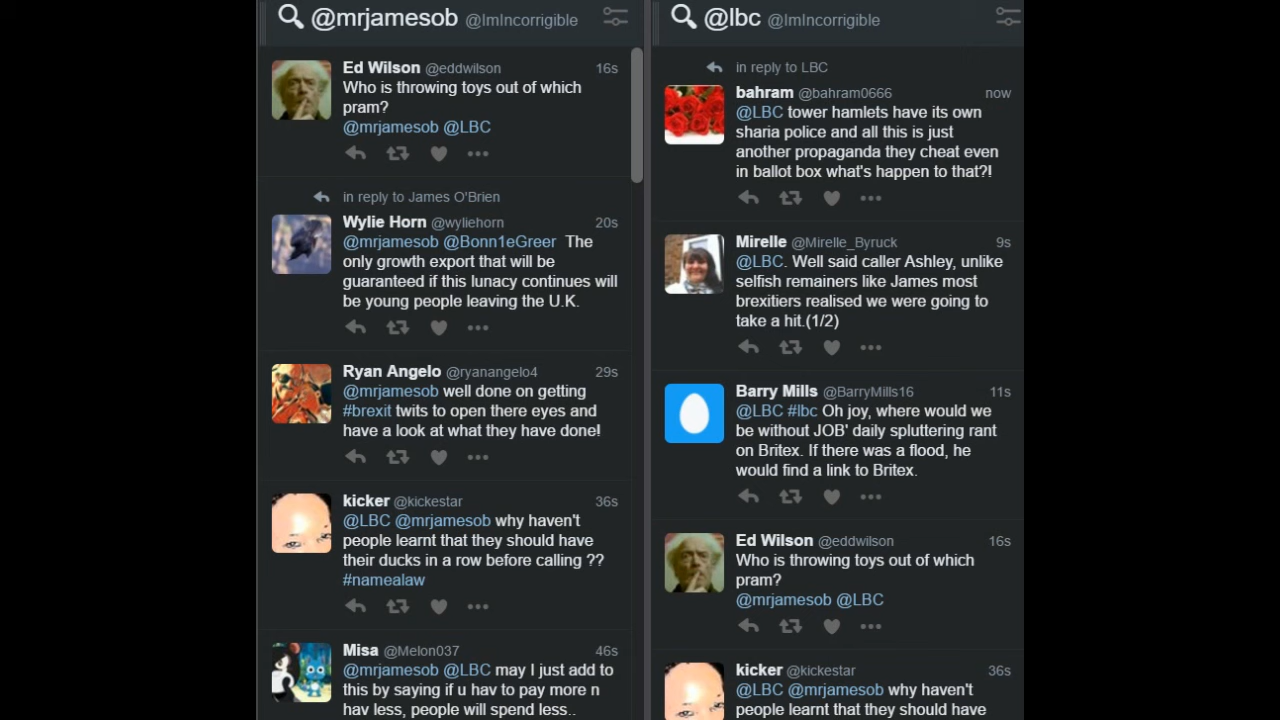 @mrjamesob @ImIncorrigible
Ed Wilson @eddwilson 16s
Who is throwing toys out of which
pram?
@mrjamesob @LBC
in reply to James O'Brien
Wylie Horn @wyliehorn 20s
@mrjamesob @Bonn1eGreer The
only growth export that will be
guaranteed if this lunacy continues will
be young people leaving the U.K.
Ryan Angelo @ryanangelo4 29s
@mrjamesob well done on getting
#brexit twits to open there eyes and
have a look at what they have done!
kicker @kickestar 36s
@LBC @mrjamesob why haven't
people learnt that they should have
their ducks in a row before calling ??
#namealaw
Misa @Melon037 46s
@mrjamesob @LBC may I just add to
this by saying if u hav to pay more n
hav less, people will spend less..
@lbc @ImIncorrigible
in reply to LBC
bahram @bahram0666 now
@LBC tower hamlets have its own
sharia police and all this is just
another propaganda they cheat even
in ballot box what's happen to that?!
Mirelle @Mirelle_Byruck 9s
@LBC. Well said caller Ashley, unlike
selfish remainers like James most
brexitiers realised we were going to
take a hit.(1/2)
Barry Mills @BarryMills16 11s
@LBC #lbc Oh joy, where would we
be without JOB' daily spluttering rant
on Britex. If there was a flood, he
would find a link to Britex.
Ed Wilson @eddwilson 16s
Who is throwing toys out of which
pram?
@mrjamesob @LBC
kicker @kickestar 36s
@LBC @mrjamesob why haven't
people learnt that they should have